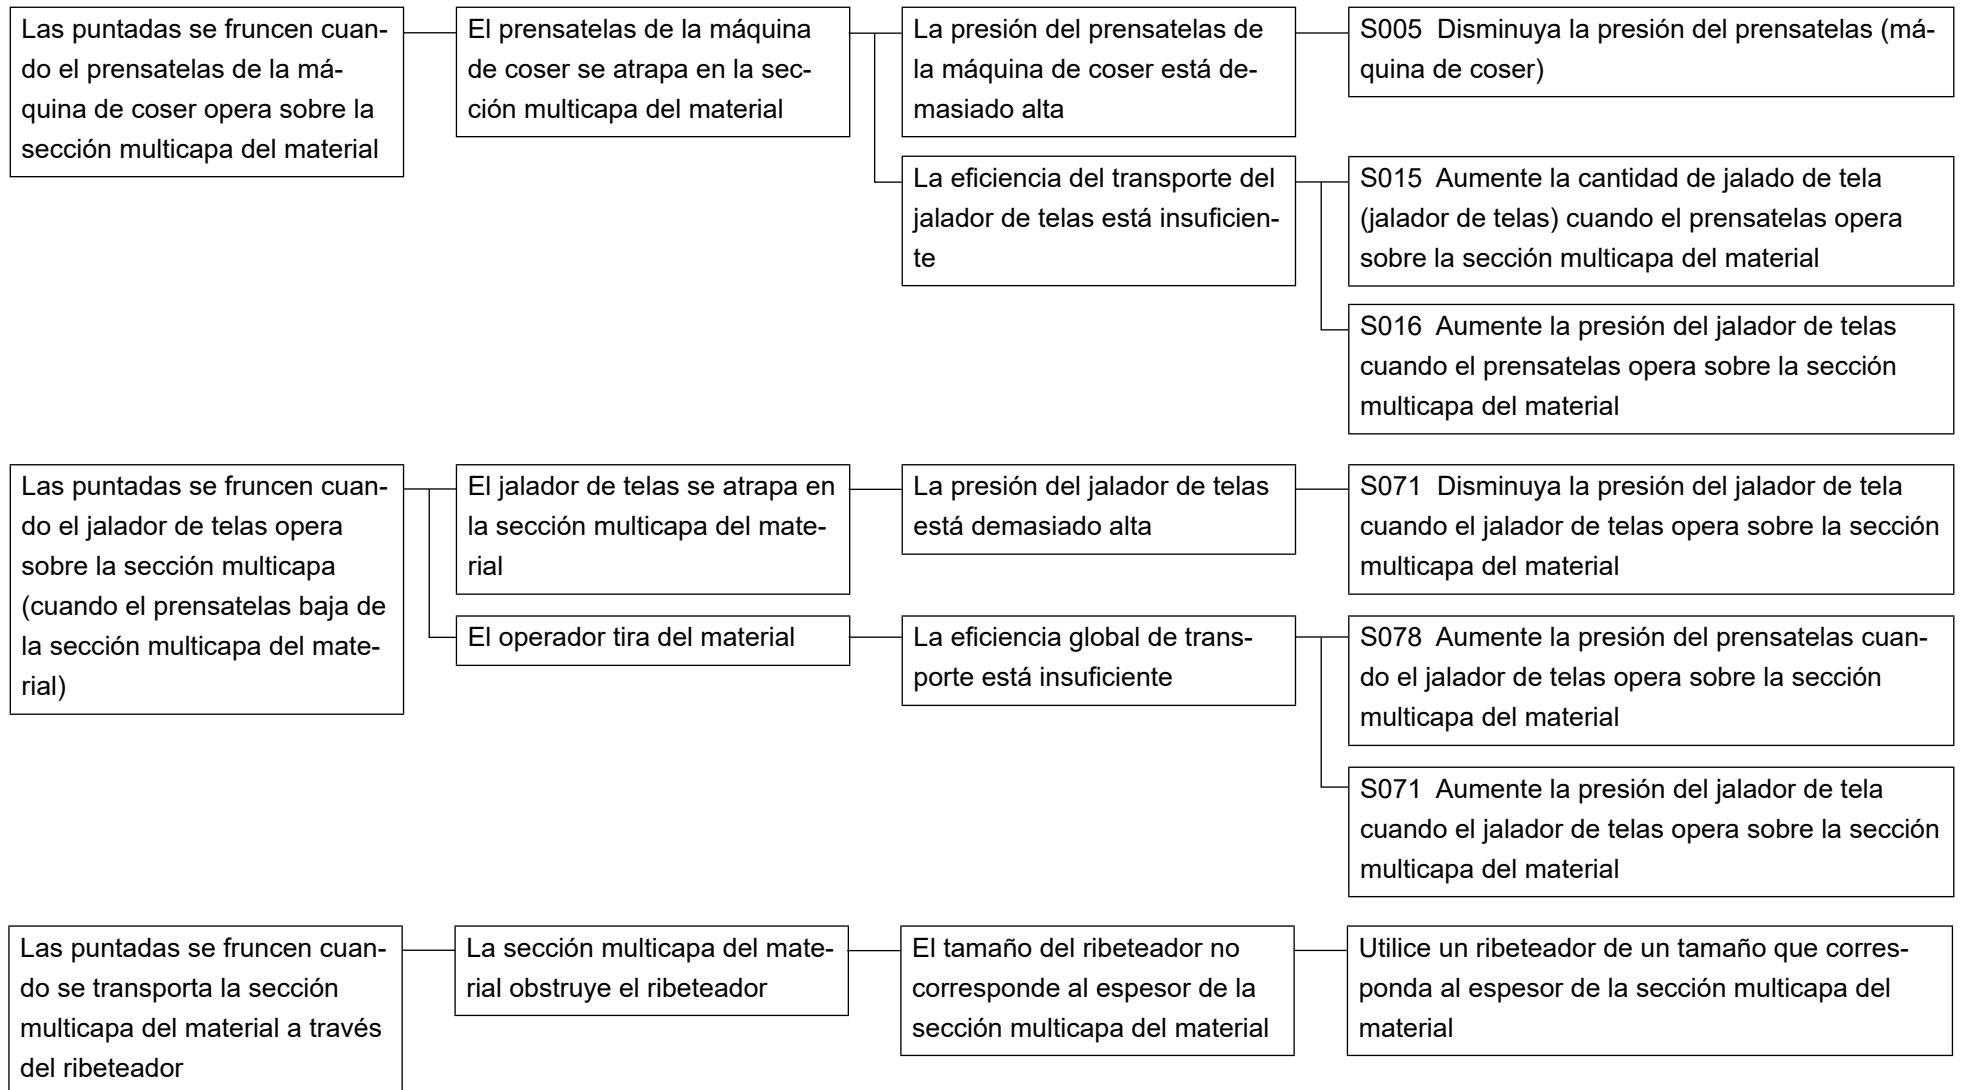 Las puntadas se fruncen cuan-
do el prensatelas de la má-
quina de coser opera sobre la
sección multicapa del material
El prensatelas de la máquina
de coser se atrapa en la sec-
ción multicapa del material
La presión del prensatelas de
la máquina de coser está de-
masiado alta
S005 Disminuya la presión del prensatelas (má-
quina de coser)
La eficiencia del transporte del
jalador de telas está insuficien-
te
S015 Aumente la cantidad de jalado de tela
(jalador de telas) cuando el prensatelas opera
sobre la sección multicapa del material
S016 Aumente la presión del jalador de telas
cuando el prensatelas opera sobre la sección
multicapa del material
Las puntadas se fruncen cuan-
do el jalador de telas opera
sobre la sección multicapa
(cuando el prensatelas baja de
la sección multicapa del mate-
rial)
El jalador de telas se atrapa en
la sección multicapa del mate-
rial
La presión del jalador de telas
está demasiado alta
S071 Disminuya la presión del jalador de tela
cuando el jalador de telas opera sobre la sección
multicapa del material
El operador tira del material
La eficiencia global de trans-
porte está insuficiente
S078 Aumente la presión del prensatelas cuan-
do el jalador de telas opera sobre la sección
multicapa del material
S071 Aumente la presión del jalador de tela
cuando el jalador de telas opera sobre la sección
multicapa del material
Las puntadas se fruncen cuan-
do se transporta la sección
multicapa del material a través
del ribeteador
La sección multicapa del mate-
rial obstruye el ribeteador
El tamaño del ribeteador no
corresponde al espesor de la
sección multicapa del material
Utilice un ribeteador de un tamaño que corres-
ponda al espesor de la sección multicapa del
material